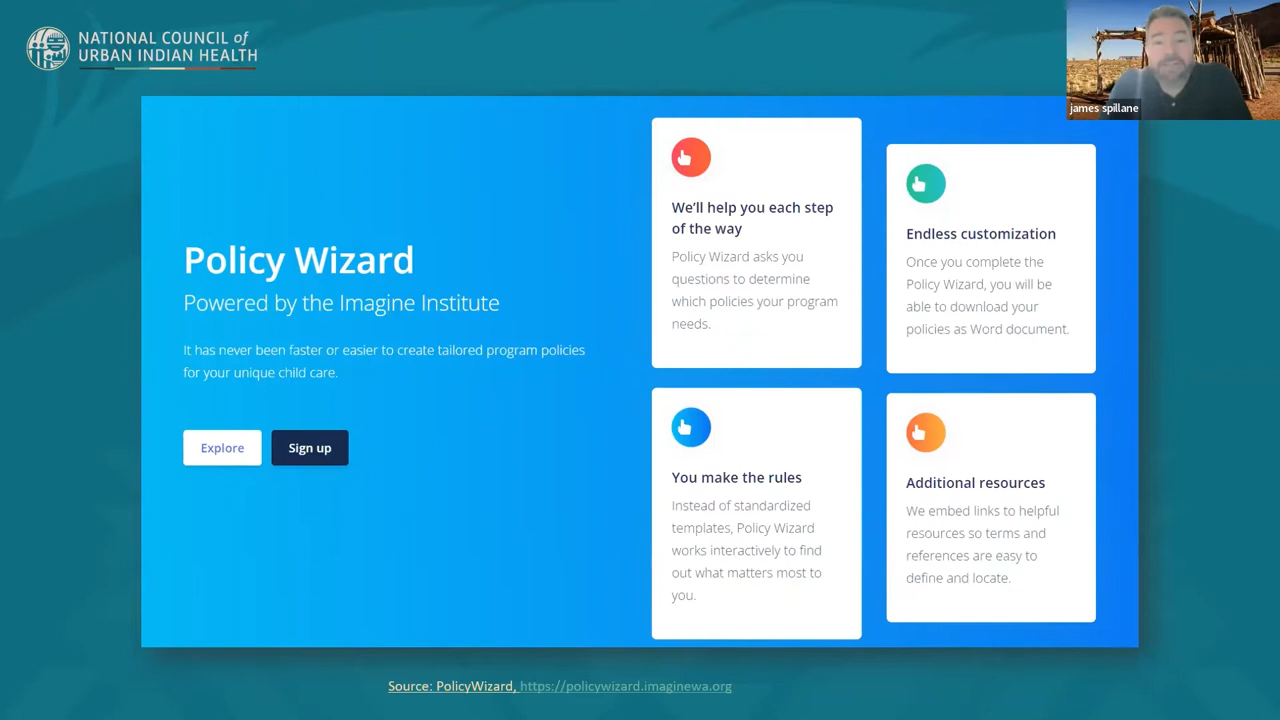 NATIONAL COUNCIL of
URBAN INDIAN HEALTH
james spillane
Policy Wizard
Powered by the Imagine Institute
It has never been faster or easier to create tailored program policies
for your unique child care.
Explore
Sign up
We'll help you each step
of the way
Policy Wizard asks you
questions to determine
which policies your program
needs.
Endless customization
Once you complete the
Policy Wizard, you will be
able to download your
policies as Word document.
You make the rules
Instead of standardized
templates, Policy Wizard
works interactively to find
out what matters most to
you.
Additional resources
We embed links to helpful
resources so terms and
references are easy to
define and locate.
Source: PolicyWizard, https://policywizard.imaginewa.org